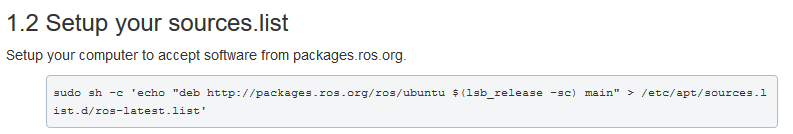 1.2 Setup your sources.list
Setup your computer to accept software from packages.ros.org.
sudo sh -c 'echo "deb http://packages.ros.org/ros/ubuntu $(lsb_release -sc) main" > /etc/apt/sources.l
ist.d/ros-latest.list'